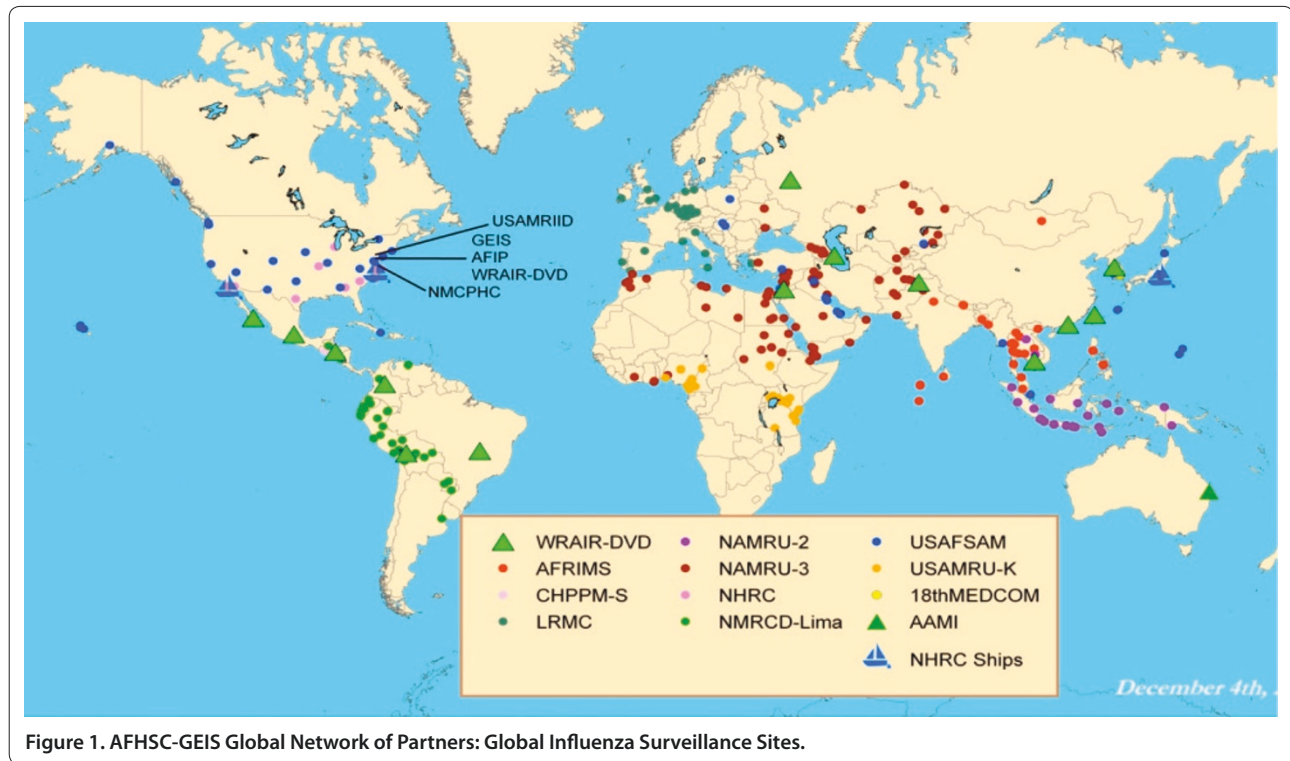 USAMRIID
GEIS
AFIP
WRAIR-DVD
NMCPHC
WRAIR-DVD
AFRIMS
CHPPM-S
LRMC
NAMRU-2
NAMRU-3
NHRC
NMRCD-Lima
USAFSAM
USAMRU-K
18thMEDCOM
AAMI
NHRC Ships
December 4th,
Figure 1. AFHSC-GEIS Global Network of Partners: Global Influenza Surveillance Sites.